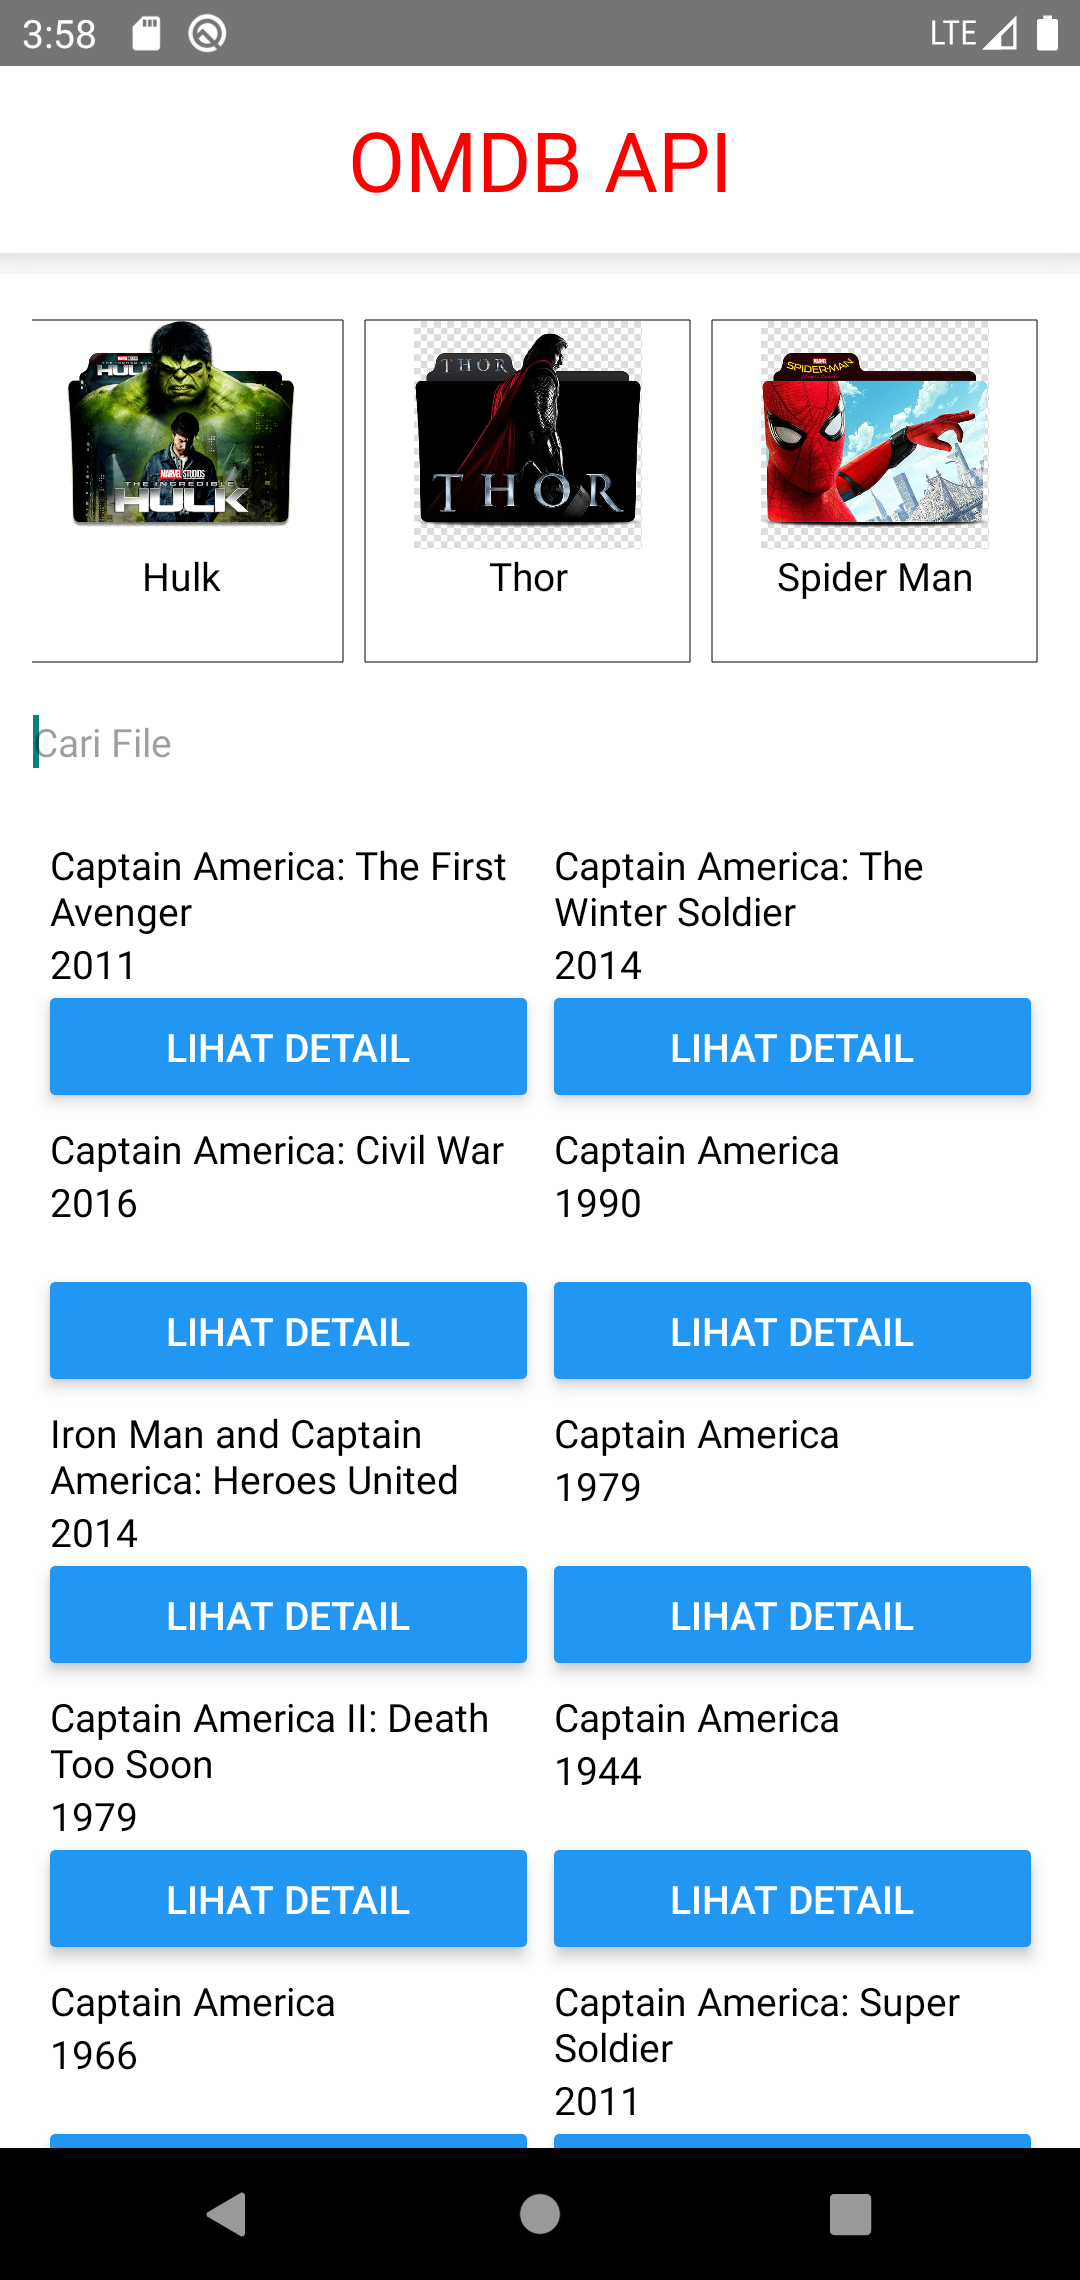 3:58 LTE
OMDB API
HULK
MARVEL STUDIOS
THE INCREDIBLE
HULK
THOR
THOR
SPIDER-MAN
Hulk
Thor
Spider Man
Cari File
Captain America: The First
Avenger
2011
LIHAT DETAIL
Captain America: The
Winter Soldier
2014
LIHAT DETAIL
Captain America: Civil War
2016
LIHAT DETAIL
Captain America
1990
LIHAT DETAIL
Iron Man and Captain
America: Heroes United
2014
LIHAT DETAIL
Captain America
1979
LIHAT DETAIL
Captain America II: Death
Too Soon
1979
LIHAT DETAIL
Captain America
1944
LIHAT DETAIL
Captain America
1966
Captain America: Super
Soldier
2011